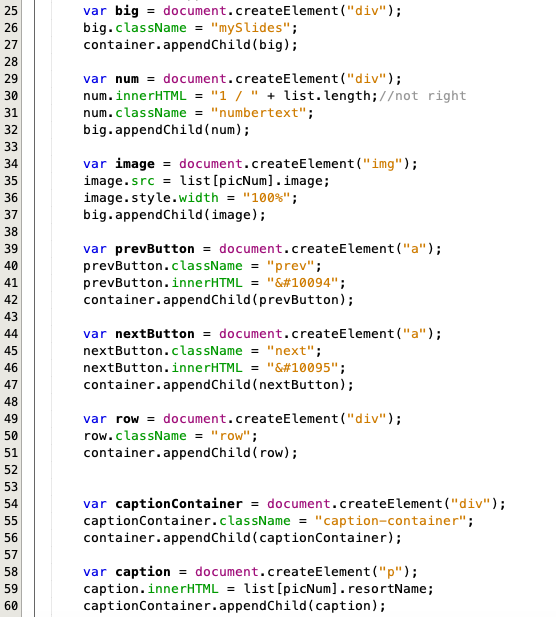 25 var big = document.createElement("div");
26 big.className = "mySlides";
27 container.appendChild(big);
28
29 var num = document.createElement("div");
30 num.innerHTML = "1 / " + list.length;//not right
31 num.className = "numbertext";
32 big.appendChild(num);
33
34 var image = document.createElement("img");
35 image.src = list[picNum].image;
36 image.style.width = "100%";
37 big.appendChild(image);
38
39 var prevButton = document.createElement("a");
40 prevButton.className = "prev";
41 prevButton.innerHTML = "&#10094";
42 container.appendChild(prevButton);
43
44 var nextButton = document.createElement("a");
45 nextButton.className = "next";
46 nextButton.innerHTML = "&#10095";
47 container.appendChild(nextButton);
48
49 var row = document.createElement("div");
50 row.className = "row";
51 container.appendChild(row);
52
53
54 var captionContainer = document.createElement("div");
55 captionContainer.className = "caption-container";
56 container.appendChild(captionContainer);
57
58 var caption = document.createElement("p");
59 caption.innerHTML = list[picNum].resortName;
60 captionContainer.appendChild(caption);